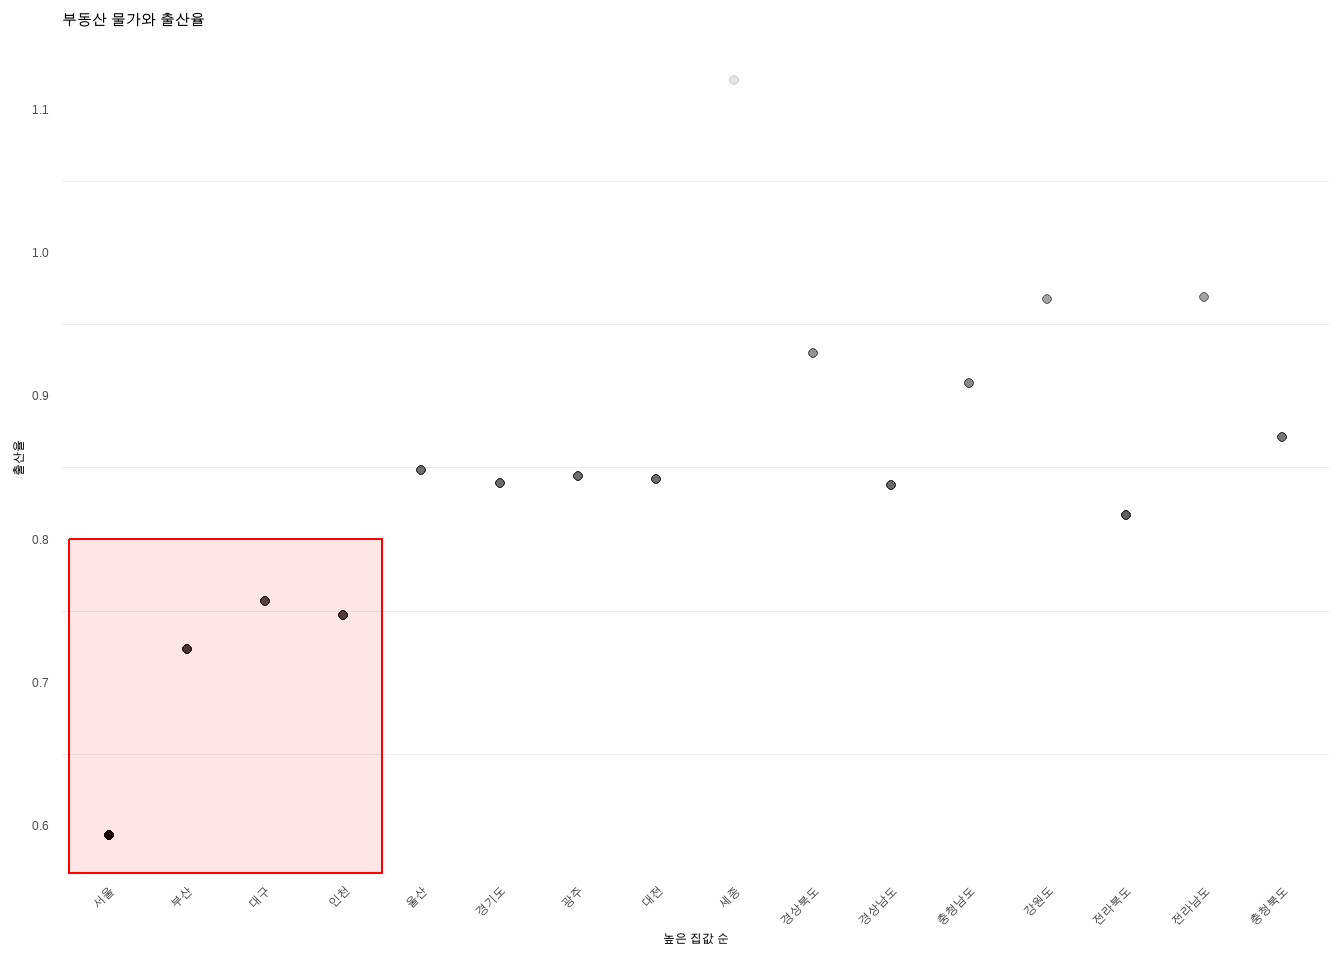 부동산 물가와 출산율
1.1
1.0
0.9
0.8
0.7
0.6
출산율
서울
부산
대구
인천
울산
경기도
광주
대전
세종
경상북도
경상남도
충청남도
강원도
전라북도
전라남도
충청북도
높은 집값 순